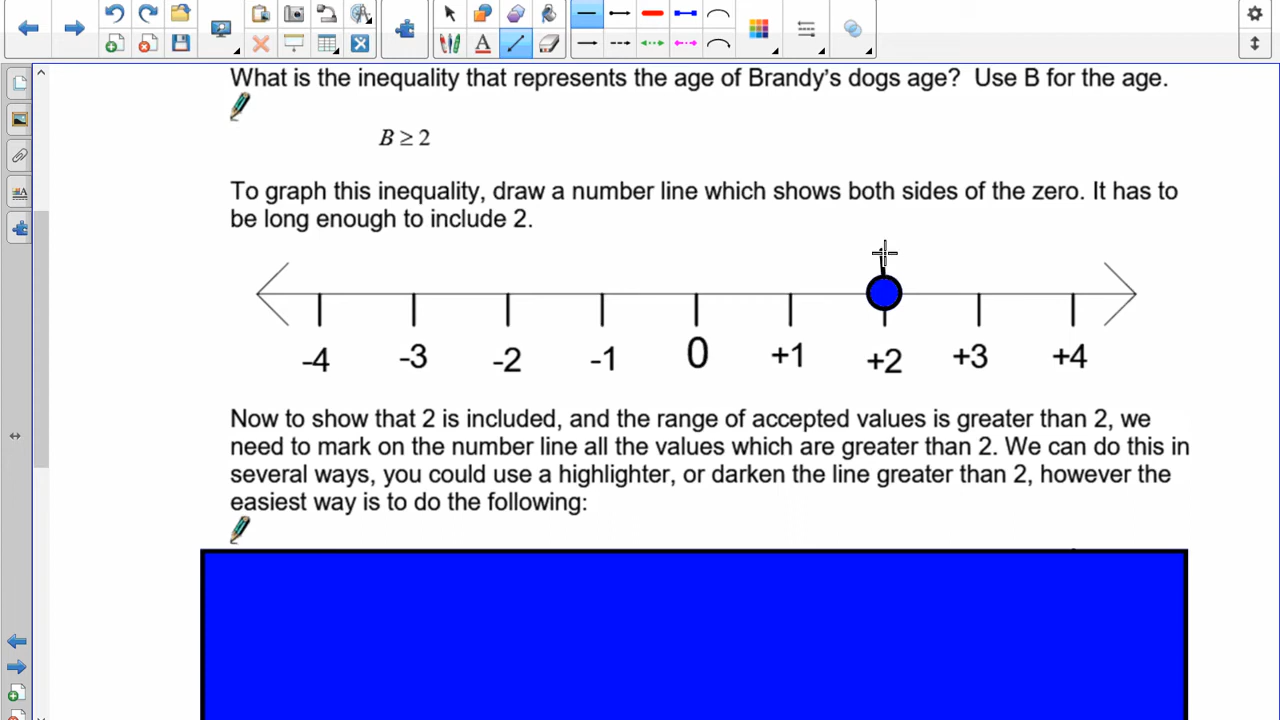 What is the inequality that represents the age of Brandy's dogs age?  Use B for the age.
B ≥ 2
To graph this inequality, draw a number line which shows both sides of the zero. It has to
be long enough to include 2.
-4 -3 -2 -1 0 +1 +2 +3 +4
Now to show that 2 is included, and the range of accepted values is greater than 2, we
need to mark on the number line all the values which are greater than 2. We can do this in
several ways, you could use a highlighter, or darken the line greater than 2, however the
easiest way is to do the following: